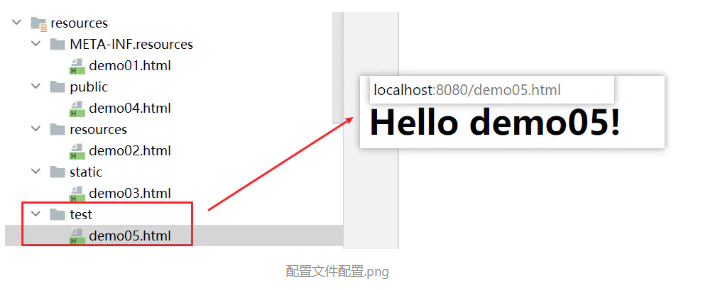 resources
META-INF.resources
demo01.html
public
demo04.html
resources
demo02.html
static
demo03.html
test
demo05.html
localhost:8080/demo05.html
Hello demo05!
配置文件配置.png